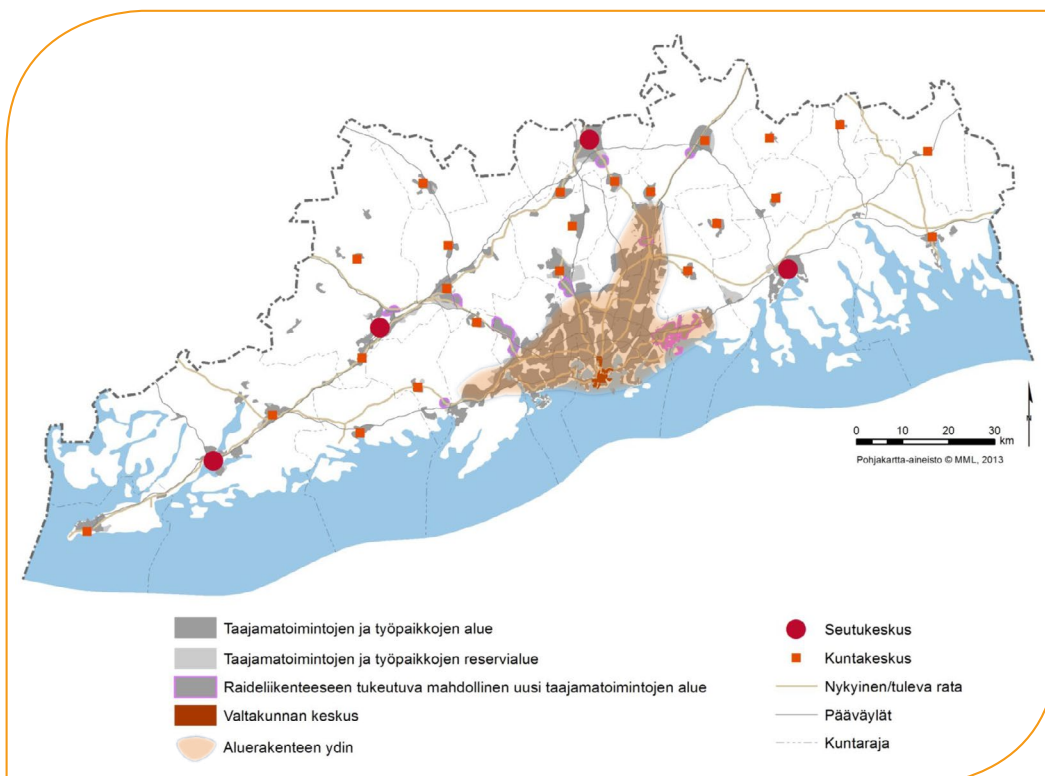 N
0 10 20 30
km
Pohjakartta-aineisto © MML, 2013
Taajamatoimintojen ja työpaikkojen alue
Taajamatoimintojen ja työpaikkojen reservialue
Raideliikenteeseen tukeutuva mahdollinen uusi taajamatoimintojen alue
Valtakunnan keskus
Aluerakenteen ydin
Seutukeskus
Kuntakeskus
Nykyinen/tuleva rata
Pääväylät
Kuntaraja